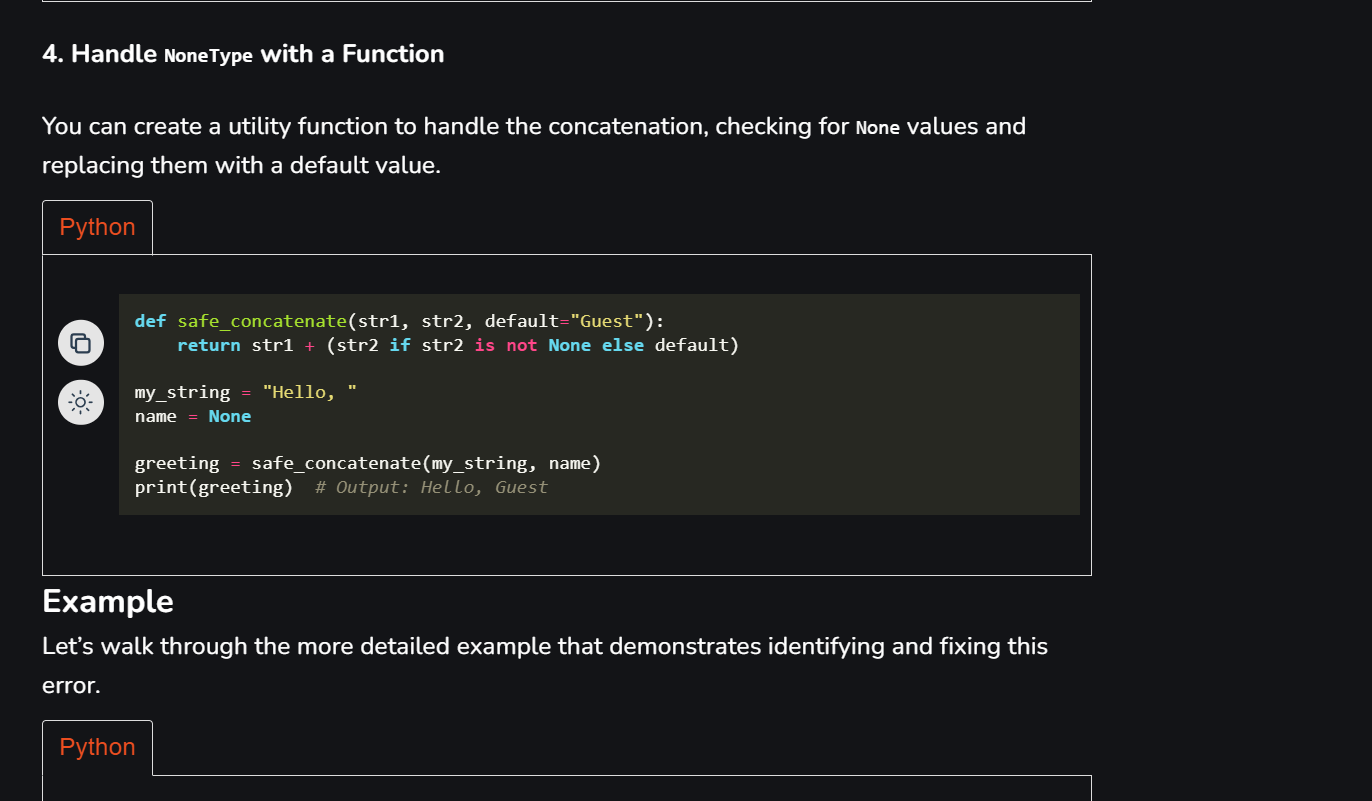 4. Handle NoneType with a Function
You can create a utility function to handle the concatenation, checking for None values and
replacing them with a default value.
Python
def safe_concatenate(str1, str2, default="Guest"):
    return str1 + (str2 if str2 is not None else default)
my_string = "Hello, "
name = None
greeting = safe_concatenate(my_string, name)
print(greeting)  # Output: Hello, Guest
Example
Let’s walk through the more detailed example that demonstrates identifying and fixing this
error.
Python